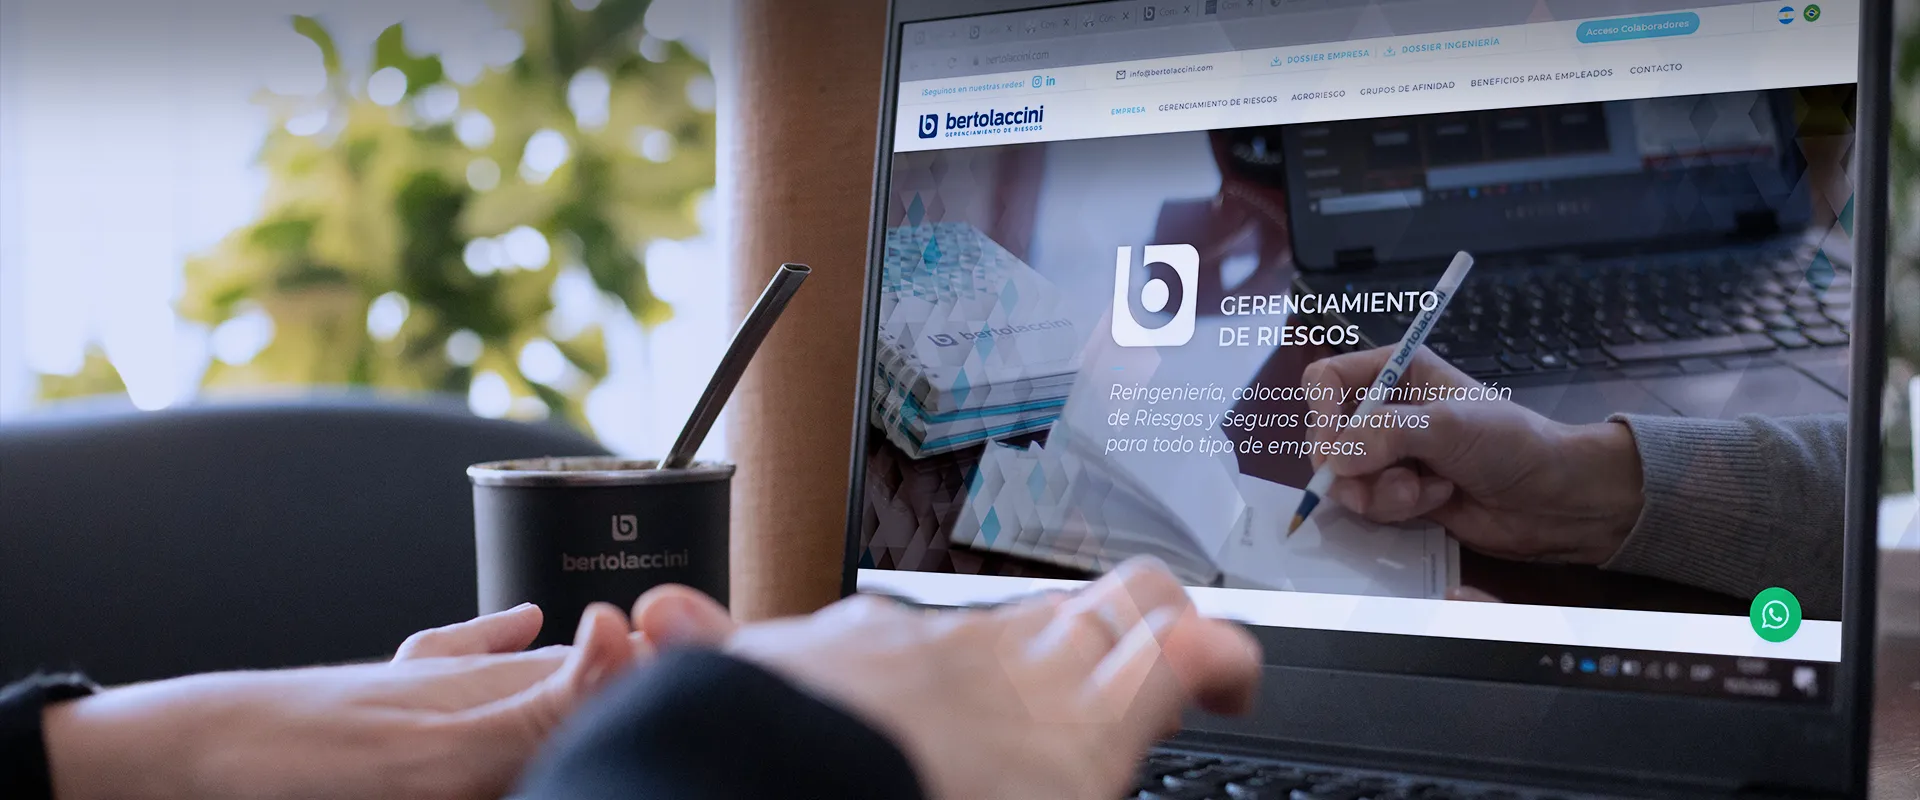 bertolaccini.com
¡Seguinos en nuestras redes!
info@bertolaccini.com
DOSSIER EMPRESA
DOSSIER INGENIERÍA
Acceso Colaboradores
bertolaccini
GERENCIAMIENTO DE RIESGOS
EMPRESA
GERENCIAMIENTO DE RIESGOS
AGRORIESGO
GRUPOS DE AFINIDAD
BENEFICIOS PARA EMPLEADOS
CONTACTO
bertolaccini
GERENCIAMIENTO
DE RIESGOS
bertolaccini
Reingeniería, colocación y administración
de Riesgos y Seguros Corporativos
para todo tipo de empresas.
bertolaccini